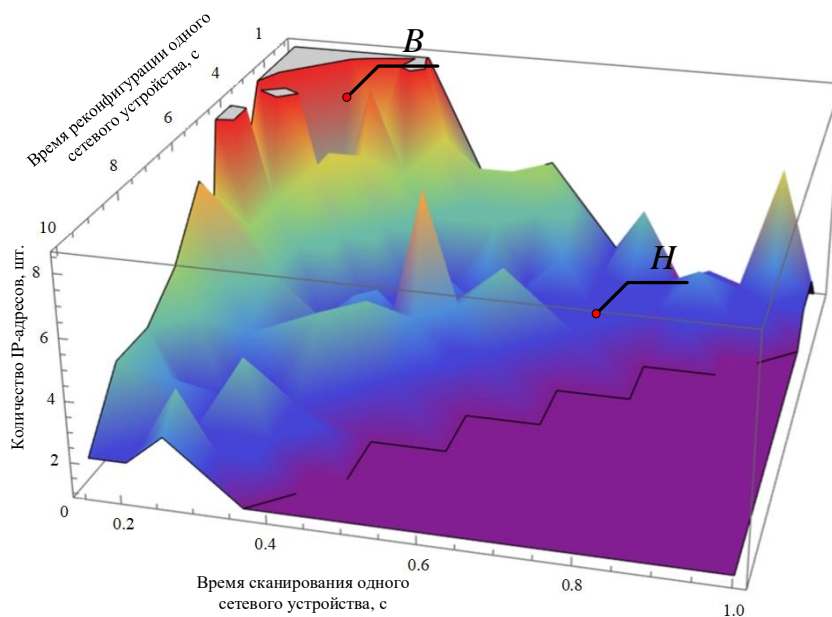 B
1
Время реконфигурации одного
сетевого устройства, с
4
6
8
10
H
Количество IP-адресов, шт.
8
6
4
2
0
0.2
0.4
0.6
0.8
1.0
Время сканирования одного
сетевого устройства, с